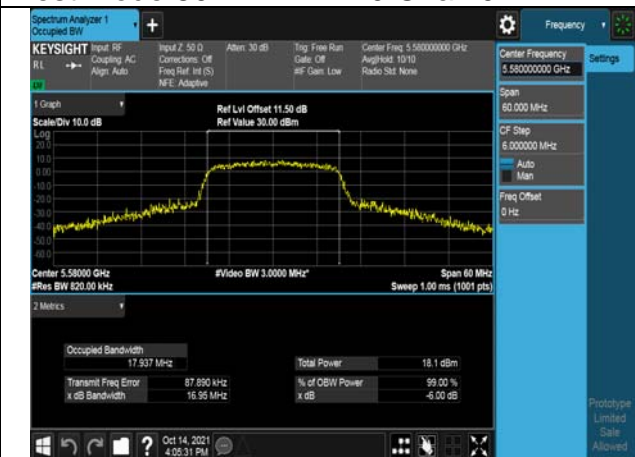 Spectrum Analyzer 1
Occupied BW
+
Frequency
KEYSIGHT
RL
Input: RF
Coupling: AC
Align: Auto
Input Z: 50 Ω
Corrections: Off
Freq Ref: Int (S)
NFE: Adaptive
Atten: 30 dB
Trig: Free Run
Gate: Off
#IF Gain: Low
Center Freq: 5.580000000 GHz
Avg|Hold: 10/10
Radio Std: None
Center Frequency
5.580000000 GHz
Settings
Span
60.000 MHz
CF Step
6.000000 MHz
Auto
Man
Freq Offset
0 Hz
1 Graph
Scale/Div 10.0 dB
Ref Lvl Offset 11.50 dB
Ref Value 30.00 dBm
Log
20.0
10.0
0.00
-10.0
-20.0
-30.0
-40.0
-50.0
-60.0
Center 5.58000 GHz
#Res BW 820.00 kHz
#Video BW 3.0000 MHz*
Span 60 MHz
Sweep 1.00 ms (1001 pts)
2 Metrics
Occupied Bandwidth
17.937 MHz
Total Power
18.1 dBm
Transmit Freq Error
87.890 kHz
% of OBW Power
99.00 %
x dB Bandwidth
16.95 MHz
x dB
-6.00 dB
Prototype
Limited
Sale
Allowed
?
Oct 14, 2021
4:05:31 PM